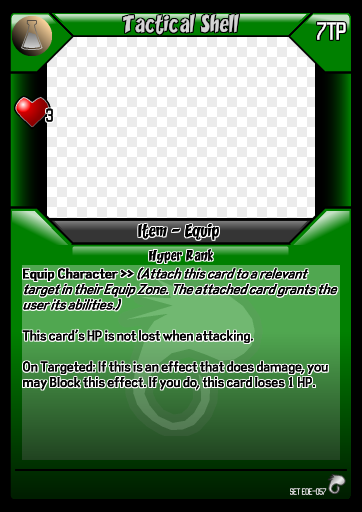 Tactical Shell
7TP
3
Item - Equip
Hyper Rank
Equip Character >> (Attach this card to a relevant
target in their Equip Zone. The attached card grants the
user its abilities.)
This card's HP is not lost when attacking.
On Targeted: If this is an effect that does damage, you
may Block this effect. If you do, this card loses 1 HP.
SET EOE-057